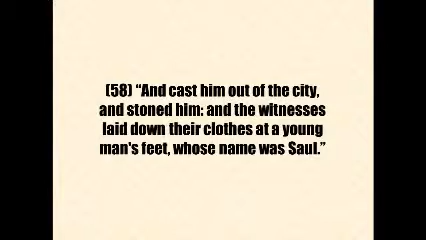 (58) “And cast him out of the city,
and stoned him: and the witnesses
laid down their clothes at a young
man's feet, whose name was Saul.”